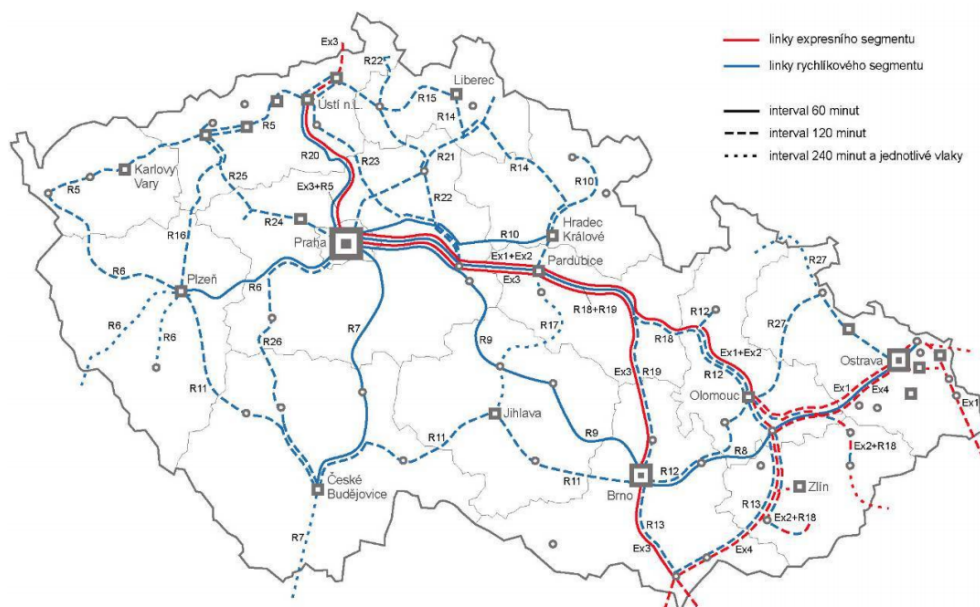 linky expresního segmentu
linky rychlíkového segmentu
interval 60 minut
interval 120 minut
interval 240 minut a jednotlivé vlaky
Ex3
R22
Liberec
R15
Ústí n.L.
R14
R5
R20
R23
R21
R14
R10
Karlovy
Vary
R5
R25
Ex3+R5
R22
R24
Praha
R10
Hradec
Králové
R16
Ex1+Ex2
Ex3
Pardubice
R27
R6
Plzeň
R6
R18+R19
R12
R27
R6
R6
R7
R9
R17
R18
Ex1+Ex2
R12
Ostrava
R26
Ex3
R19
Olomouc
Ex1
Ex4
Ex1
R11
Jihlava
R11
R9
R8
Ex2+R18
R11
R12
Brno
Zlín
České
Budějovice
R13
Ex2+R18
R13
R7
Ex3
Ex4